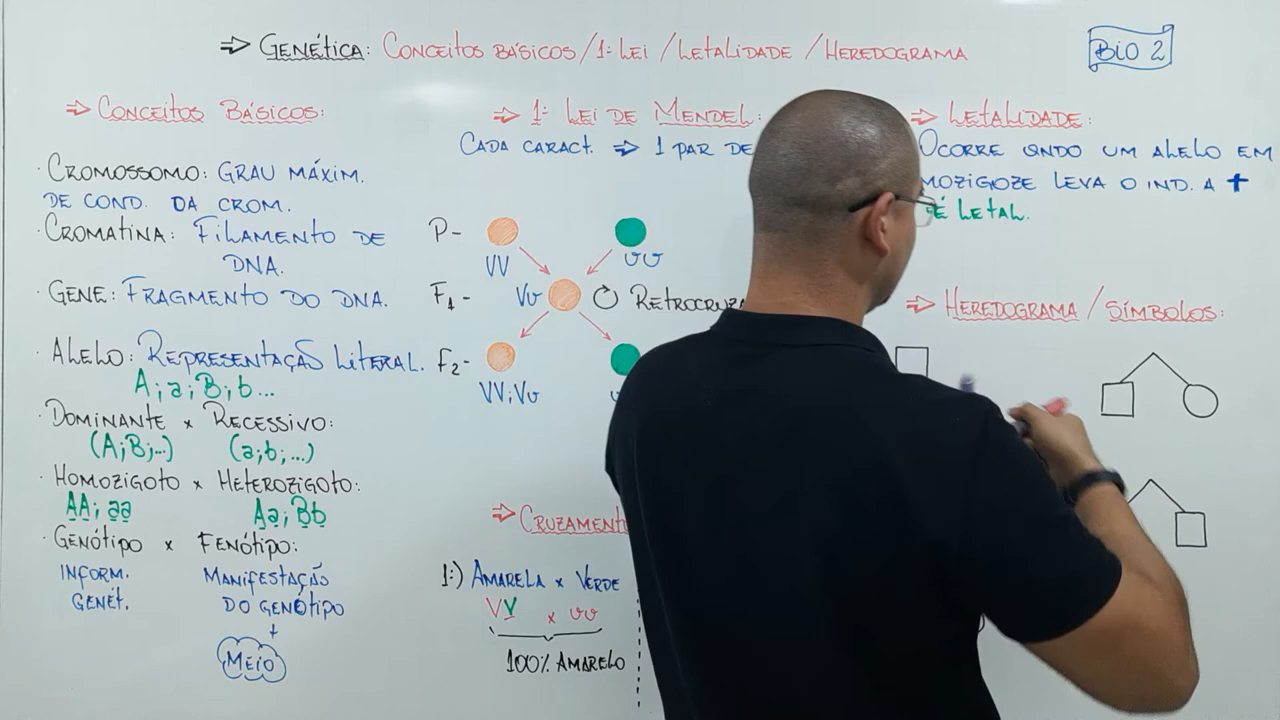 ⇒ GENÉTICA: CONCEITOS BÁSICOS / 1ª LEI / LETALIDADE / HEREDOGRAMA
BIO 2
⇒ CONCEITOS BÁSICOS:
· CROMOSSOMO: GRAU MÁXIM.
DE COND. DA CROM.
· CROMATINA: FILAMENTO DE
DNA.
· GENE: FRAGMENTO DO DNA.
· ALELO: REPRESENTAÇÃO LITERAL.
A; a; B; b...
· DOMINANTE x RECESSIVO:
(A; B; ...) (a; b; ...)
· HOMOZIGOTO x HETEROZIGOTO:
AA; aa Aa; Bb
· GENÓTIPO x FENÓTIPO:
INFORM. MANIFESTAÇÃS
GENÉT. DO GENÓTIPO
+
MEIO
⇒ 1ª LEI DE MENDEL:
CADA CARACT. ⇒ 1 PAR DE
P-
VV vv
F1- Vv RETROCRUZA
F2-
VV; Vv
⇒ CRUZAMENT
1:) AMARELA x VERDE
VV x vv
100% AMARELO
⇒ LETALIDADE:
OCORRE QNDO UM ALELO EM
MOZIGOZE LEVA O IND. A ✝
É LETAL.
⇒ HEREDOGRAMA / SÍMBOLOS: